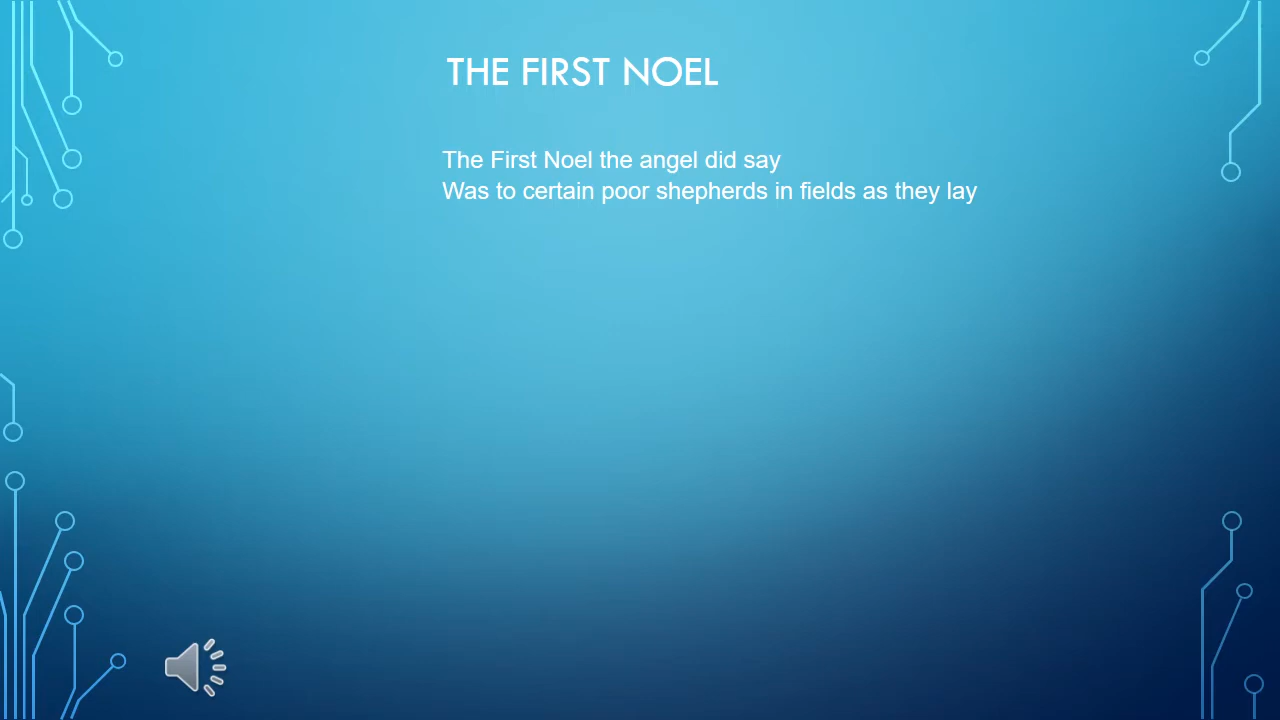 THE FIRST NOEL
The First Noel the angel did say
Was to certain poor shepherds in fields as they lay